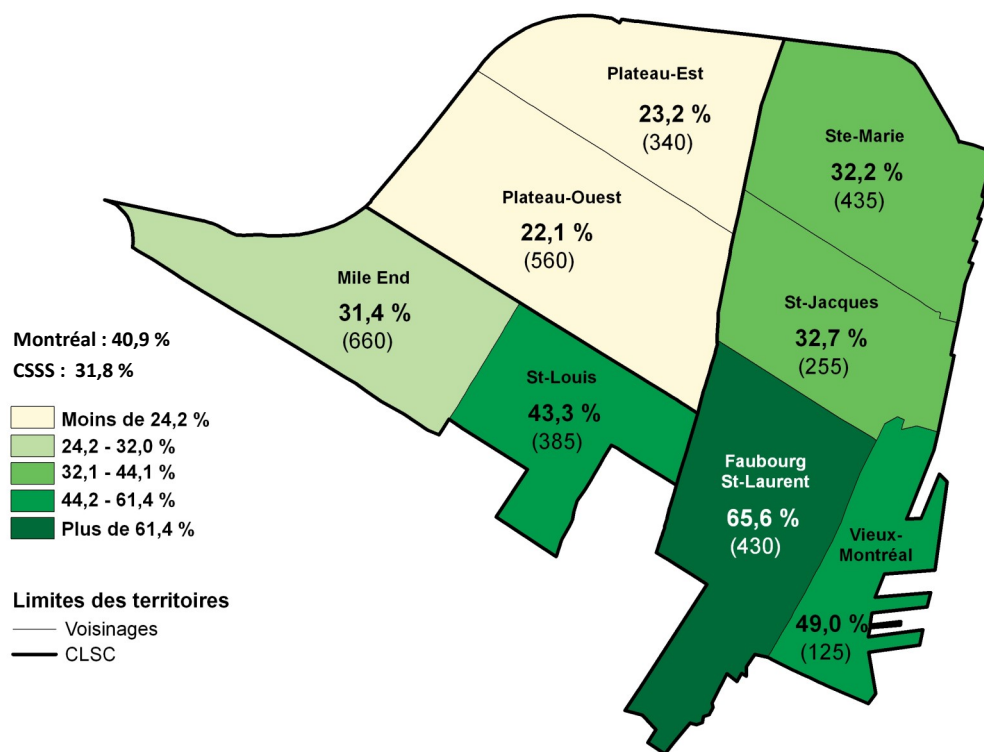 Plateau-Est
23,2 %
(340)
Ste-Marie
32,2 %
(435)
Plateau-Ouest
22,1 %
(560)
Mile End
31,4 %
(660)
St-Jacques
32,7 %
(255)
St-Louis
43,3 %
(385)
Faubourg
St-Laurent
65,6 %
(430)
Vieux-
Montréal
49,0 %
(125)
Montréal : 40,9 %
CSSS : 31,8 %
Moins de 24,2 %
24,2 - 32,0 %
32,1 - 44,1 %
44,2 - 61,4 %
Plus de 61,4 %
Limites des territoires
Voisinages
CLSC